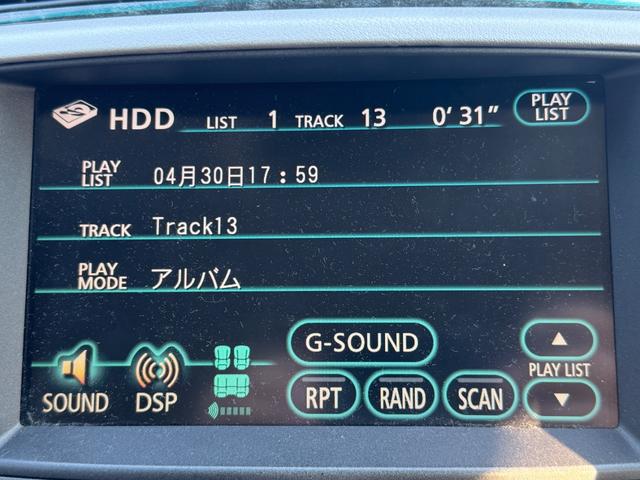 HDD LIST 1 TRACK 13 0' 31" PLAY LIST
PLAY LIST 04月30日17:59
TRACK Track13
PLAY MODE アルバム
G-SOUND
SOUND DSP RPT RAND SCAN PLAY LIST